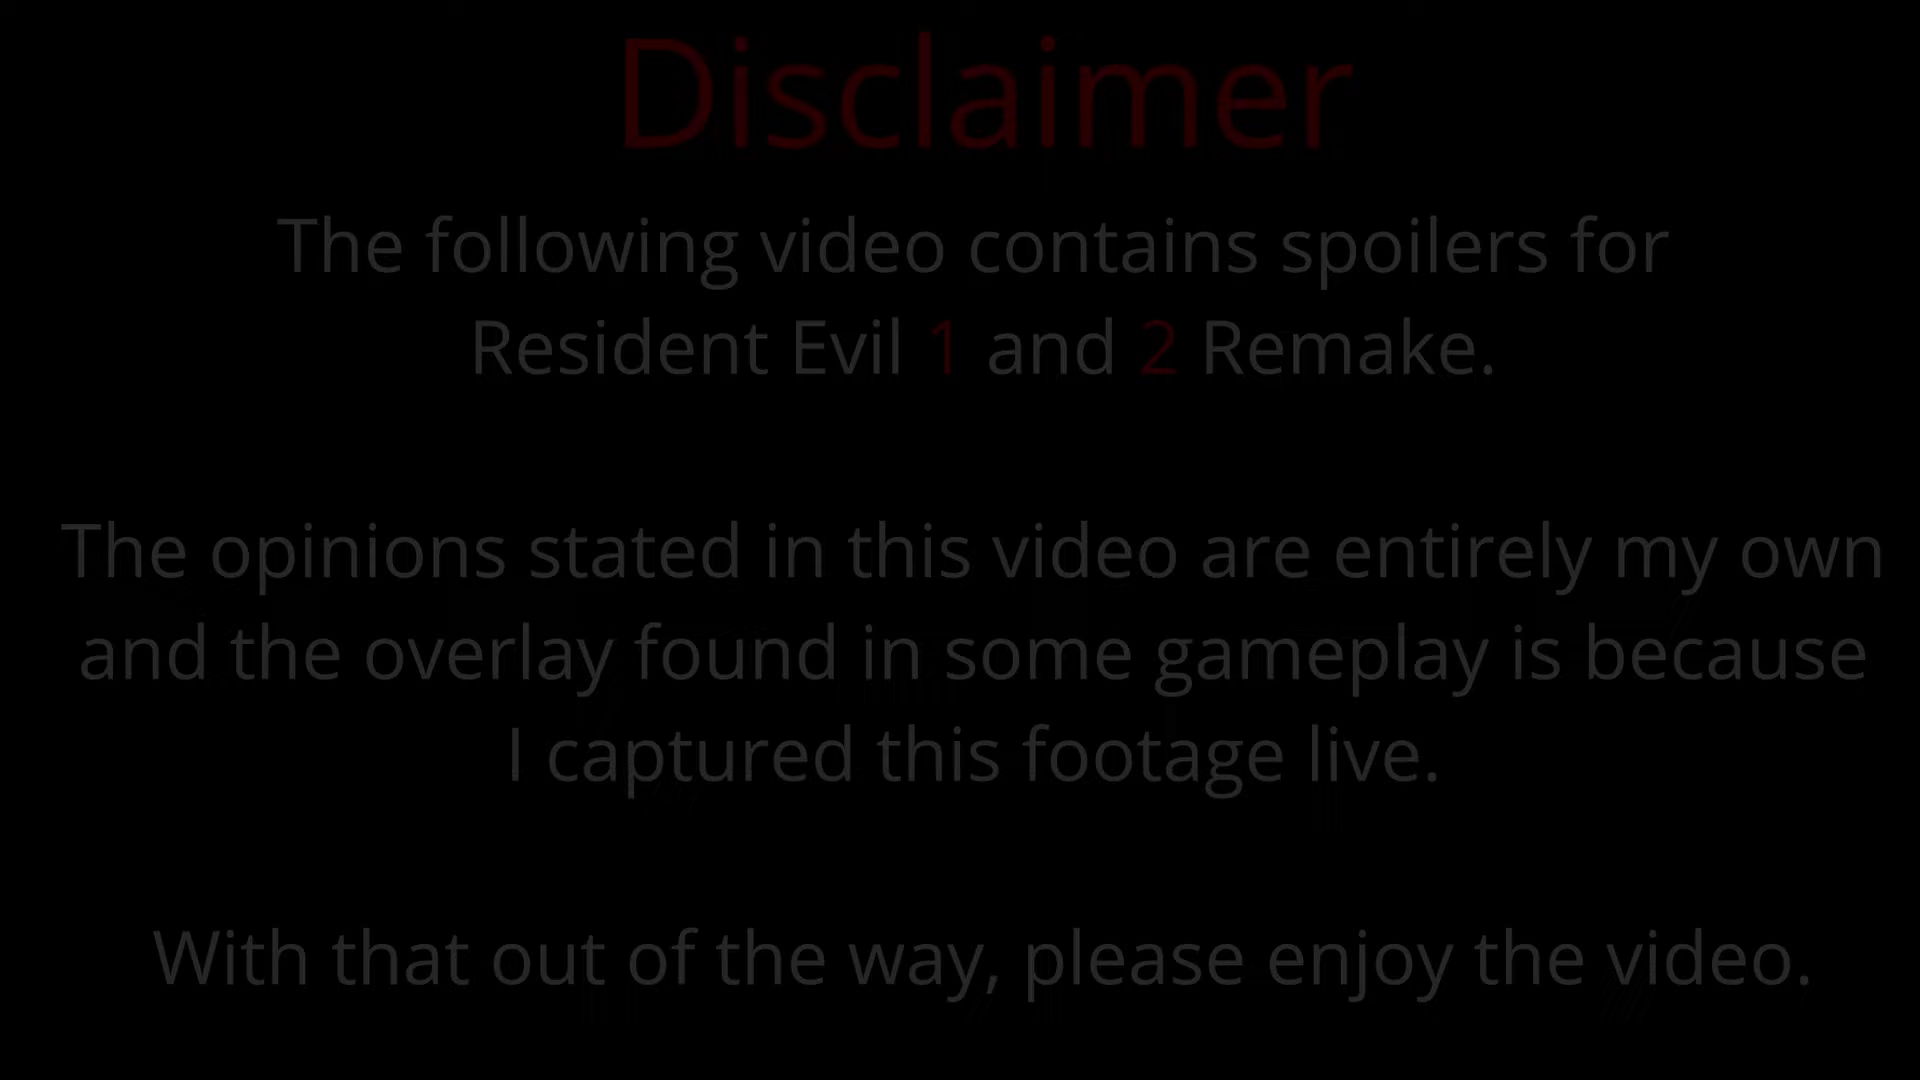 Disclaimer
The following video contains spoilers for
Resident Evil 1 and 2 Remake.
The opinions stated in this video are entirely my own
and the overlay found in some gameplay is because
I captured this footage live.
With that out of the way, please enjoy the video.